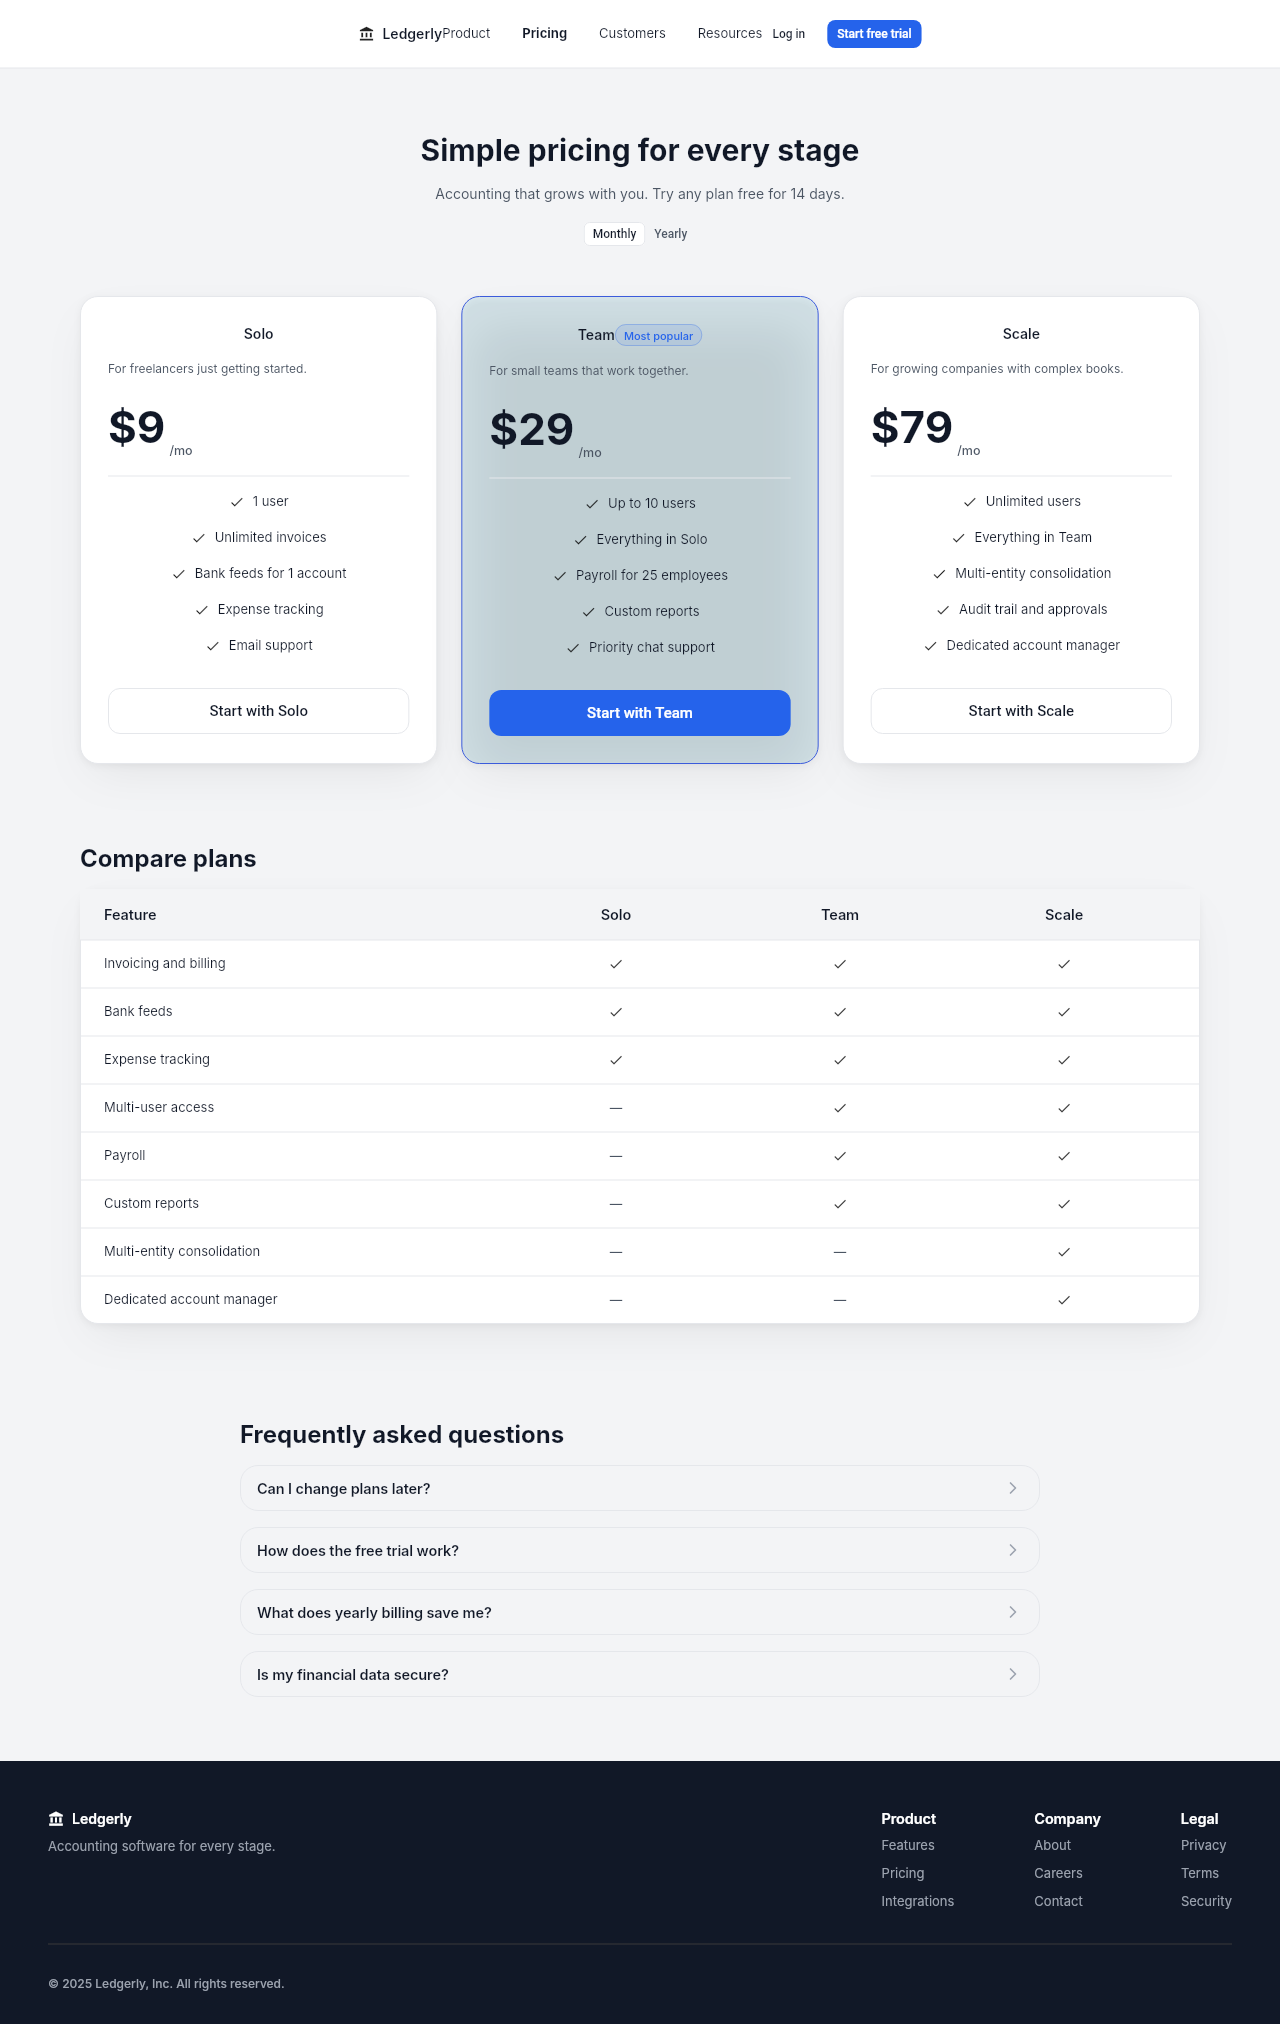 Ledgerly Product Pricing Customers Resources Log in Start free trial
Simple pricing for every stage
Accounting that grows with you. Try any plan free for 14 days.
Monthly Yearly
Solo
For freelancers just getting started.
$9 /mo
1 user
Unlimited invoices
Bank feeds for 1 account
Expense tracking
Email support
Start with Solo
Team Most popular
For small teams that work together.
$29 /mo
Up to 10 users
Everything in Solo
Payroll for 25 employees
Custom reports
Priority chat support
Start with Team
Scale
For growing companies with complex books.
$79 /mo
Unlimited users
Everything in Team
Multi-entity consolidation
Audit trail and approvals
Dedicated account manager
Start with Scale
Compare plans
Feature Solo Team Scale
Invoicing and billing
Bank feeds
Expense tracking
Multi-user access —
Payroll —
Custom reports —
Multi-entity consolidation — —
Dedicated account manager — —
Frequently asked questions
Can I change plans later?
How does the free trial work?
What does yearly billing save me?
Is my financial data secure?
Ledgerly
Accounting software for every stage.
Product
Features
Pricing
Integrations
Company
About
Careers
Contact
Legal
Privacy
Terms
Security
© 2025 Ledgerly, Inc. All rights reserved.